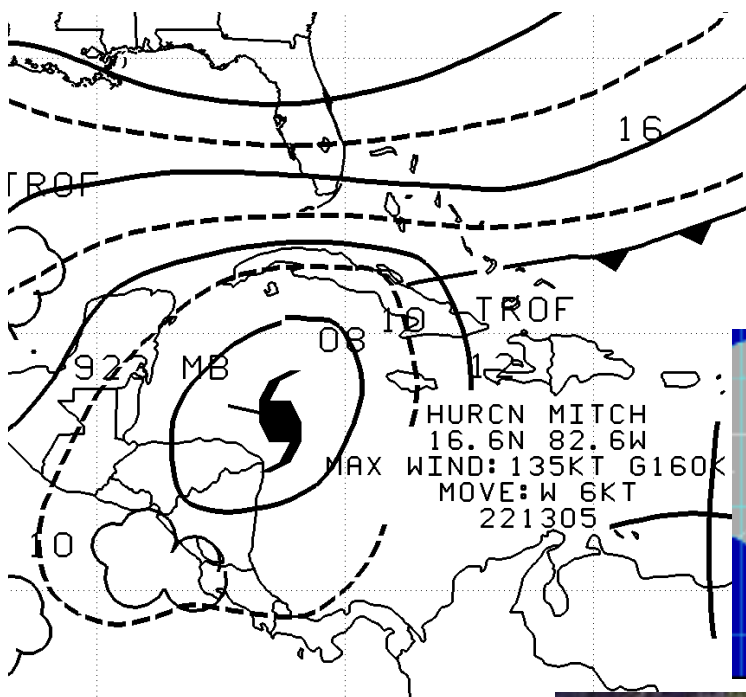 16
TROF
10
TROF
08
922 MB
12
HURCN MITCH
16.6N 82.6W
MAX WIND: 135KT G160K
MOVE: W 6KT
221305
10